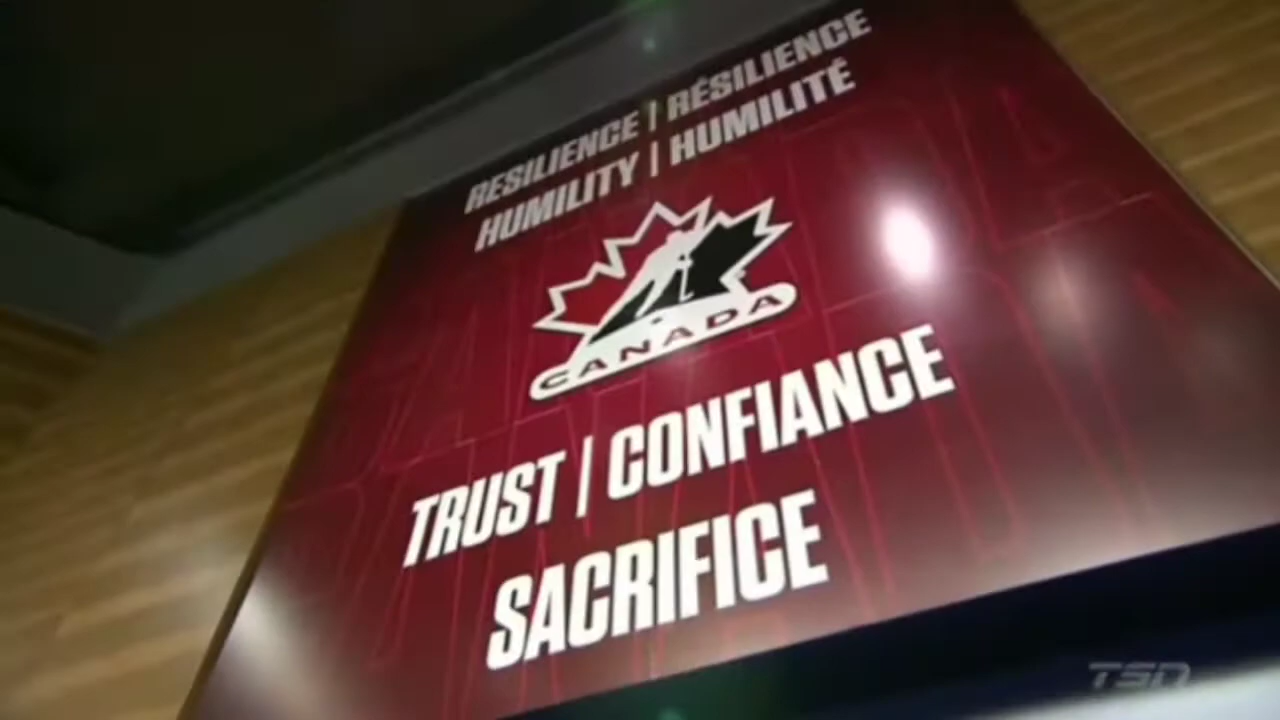 RESILIENCE | RÉSILIENCE
HUMILITY | HUMILITÉ
CANADA
TRUST | CONFIANCE
SACRIFICE
TSN